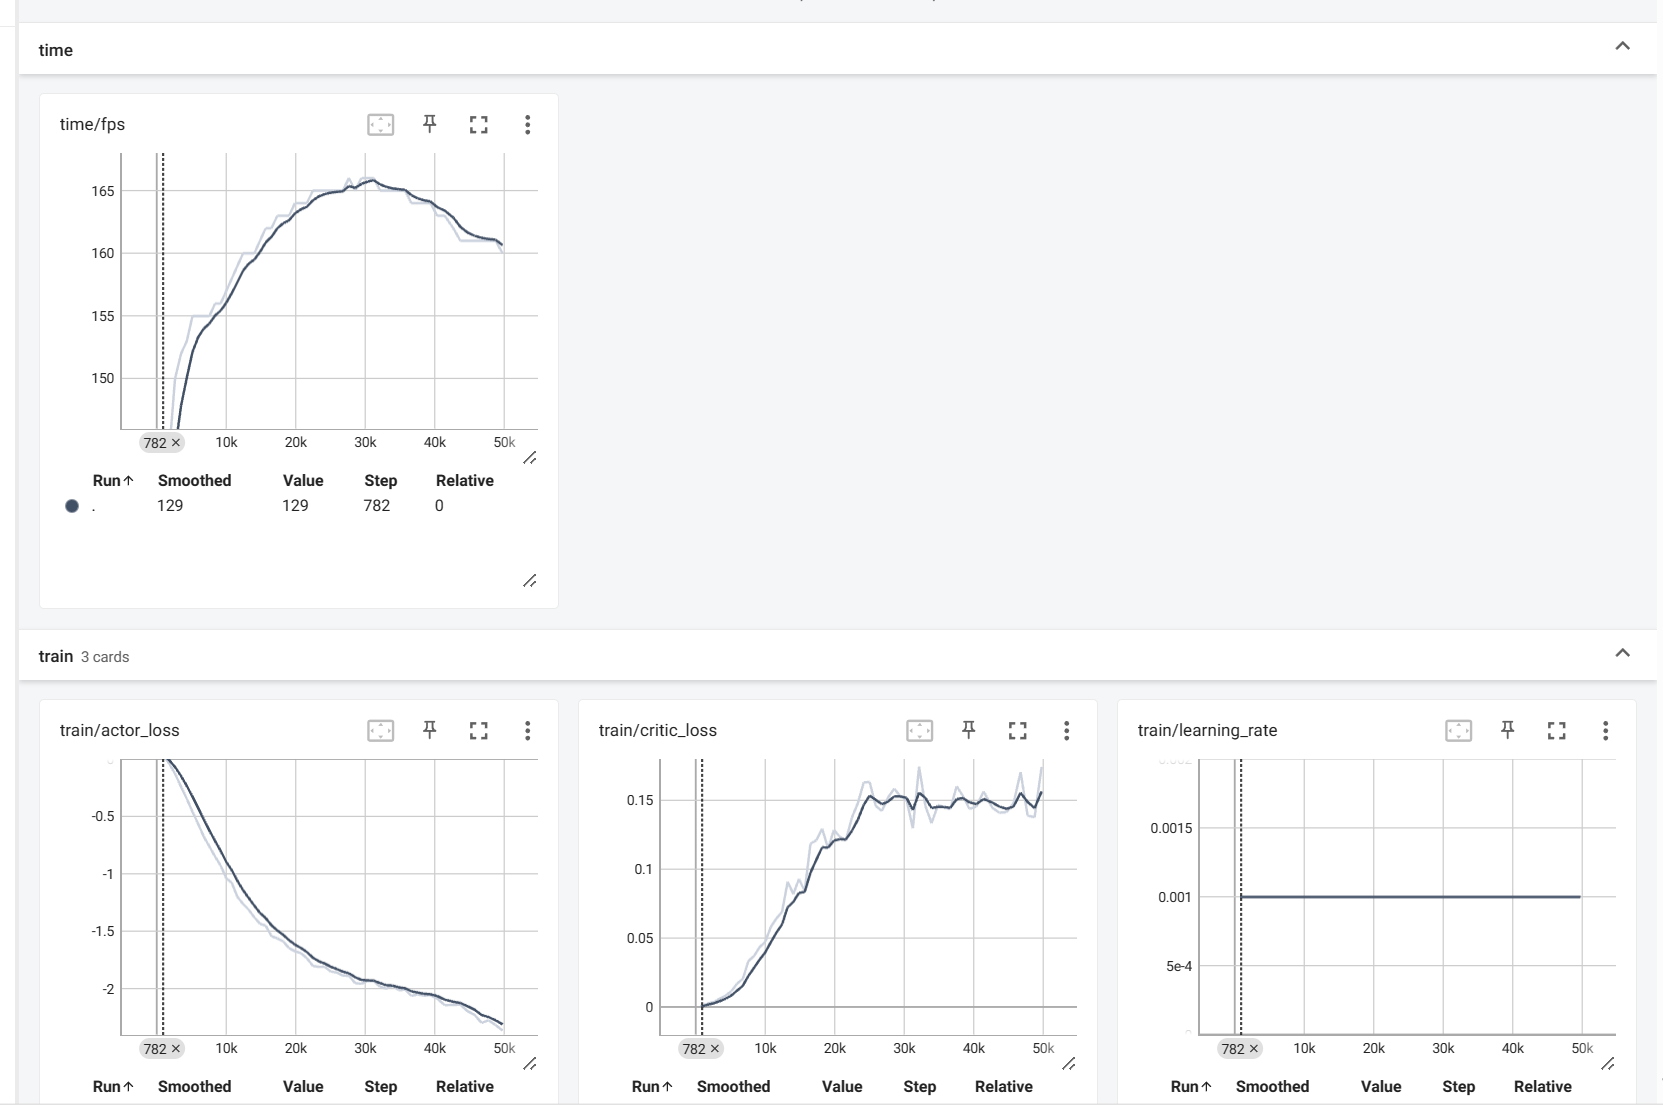 time
time/fps
165
160
155
150
782 × 10k 20k 30k 40k 50k
Run↑ Smoothed Value Step Relative
. 129 129 782 0
train 3 cards
train/actor_loss
-0.5
-1
-1.5
-2
782 × 10k 20k 30k 40k 50k
Run↑ Smoothed Value Step Relative
train/critic_loss
0.15
0.1
0.05
0
782 × 10k 20k 30k 40k 50k
Run↑ Smoothed Value Step Relative
train/learning_rate
0.002
0.0015
0.001
5e-4
782 × 10k 20k 30k 40k 50k
Run↑ Smoothed Value Step Relative